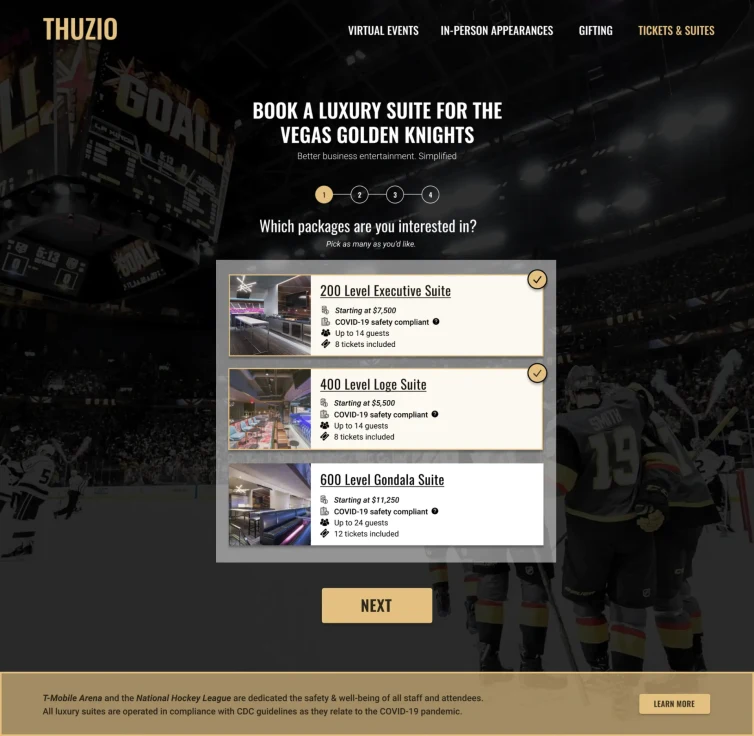 THUZIO
VIRTUAL EVENTS
IN-PERSON APPEARANCES
GIFTING
TICKETS & SUITES
GOAL!
BOOK A LUXURY SUITE FOR THE
VEGAS GOLDEN KNIGHTS
Better business entertainment. Simplified
1 2 3 4
Which packages are you interested in?
Pick as many as you'd like.
200 Level Executive Suite
Starting at $7,500
COVID-19 safety compliant ?
Up to 14 guests
8 tickets included
400 Level Loge Suite
Starting at $5,500
COVID-19 safety compliant ?
Up to 14 guests
8 tickets included
600 Level Gondala Suite
Starting at $11,250
COVID-19 safety compliant ?
Up to 24 guests
12 tickets included
5:13
GOAL!
19
5
2
NEXT
T-Mobile Arena and the National Hockey League are dedicated the safety & well-being of all staff and attendees.
All luxury suites are operated in compliance with CDC guidelines as they relate to the COVID-19 pandemic.
LEARN MORE